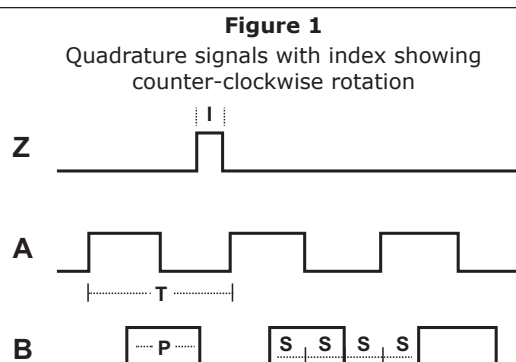 Figure 1
Quadrature signals with index showing
counter-clockwise rotation
I
Z
A
T
B
P
S S S S